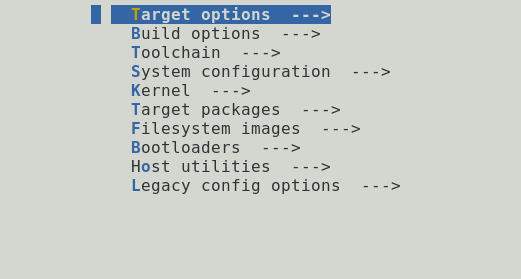 Target options  --->
Build options  --->
Toolchain  --->
System configuration  --->
Kernel  --->
Target packages  --->
Filesystem images  --->
Bootloaders  --->
Host utilities  --->
Legacy config options  --->